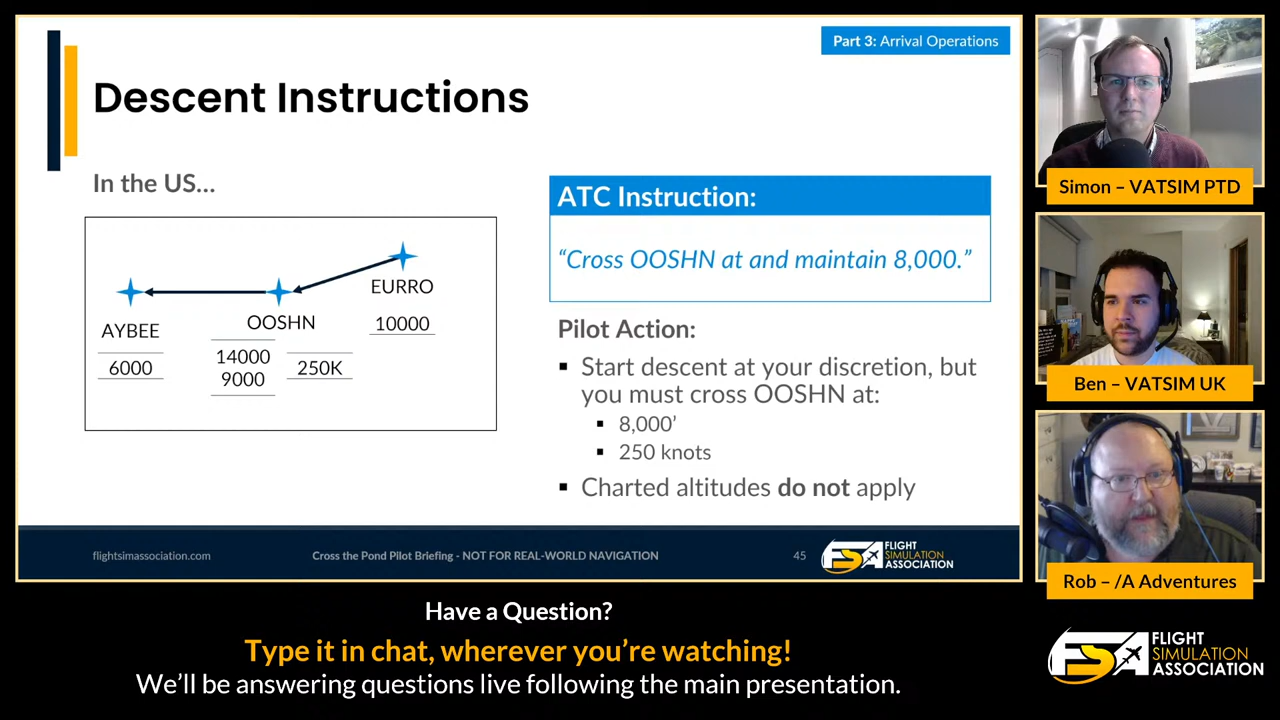 Part 3: Arrival Operations
Descent Instructions
In the US...
EURRO
10000
OOSHN
14000
9000
250K
AYBEE
6000
ATC Instruction:
“Cross OOSHN at and maintain 8,000.”
Pilot Action:
▪ Start descent at your discretion, but
you must cross OOSHN at:
▪ 8,000’
▪ 250 knots
▪ Charted altitudes do not apply
flightsimassociation.com
Cross the Pond Pilot Briefing - NOT FOR REAL-WORLD NAVIGATION
45
FSA
FLIGHT
SIMULATION
ASSOCIATION
Simon – VATSIM PTD
Ben – VATSIM UK
Rob – /A Adventures
Have a Question?
Type it in chat, wherever you’re watching!
We’ll be answering questions live following the main presentation.
FSA
FLIGHT
SIMULATION
ASSOCIATION